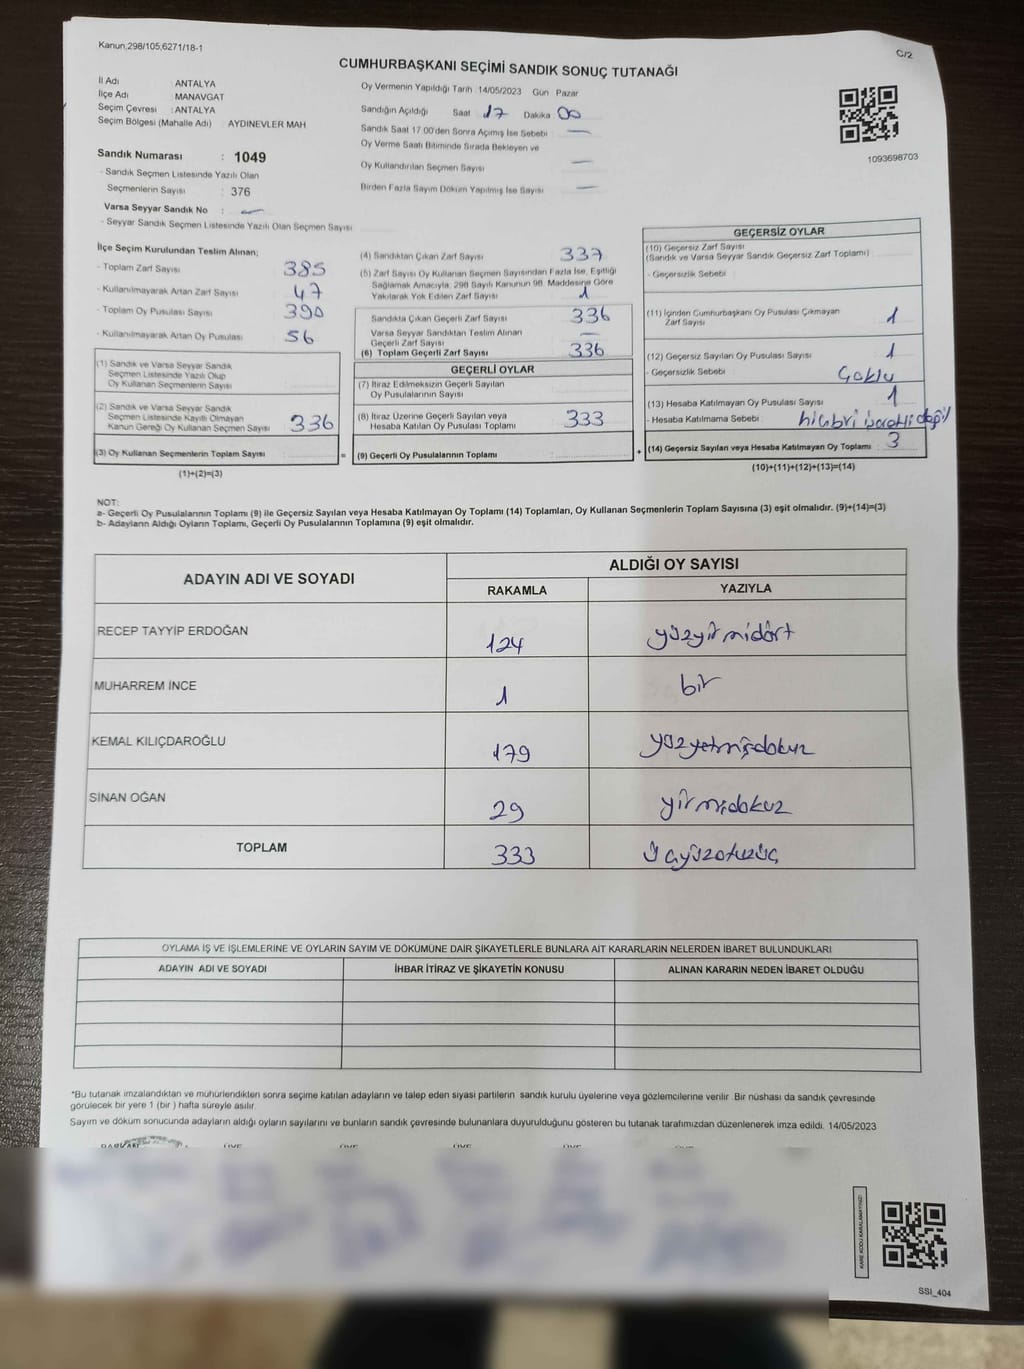 Kanun;298/105,6271/18-1
C/2
CUMHURBAŞKANI SEÇİMİ SANDIK SONUÇ TUTANAĞI
İl Adı : ANTALYA
İlçe Adı : MANAVGAT
Seçim Çevresi : ANTALYA
Seçim Bölgesi (Mahalle Adı) : AYDINEVLER MAH
Sandık Numarası : 1049
- Sandık Seçmen Listesinde Yazılı Olan
Seçmenlerin Sayısı : 376
Varsa Seyyar Sandık No : —
- Seyyar Sandık Seçmen Listesinde Yazılı Olan Seçmen Sayısı
Oy Vermenin Yapıldığı Tarih : 14/05/2023 Gün : Pazar
Sandığın Açıldığı Saat 17 Dakika 00
Sandık Saat 17.00'den Sonra Açımış İse Sebebi : —
Oy Verme Saati Bitiminde Sırada Bekleyen ve
Oy Kullandırılan Seçmen Sayısı : —
Birden Fazla Sayım Döküm Yapılmış İse Sayısı : —
1093698703
İlçe Seçim Kurulundan Teslim Alınan;
- Toplam Zarf Sayısı : 385
- Kullanılmayarak Artan Zarf Sayısı : 47
- Toplam Oy Pusulası Sayısı : 390
- Kullanılmayarak Artan Oy Pusulası : 56
(1) Sandık ve Varsa Seyyar Sandık
Seçmen Listesinde Yazılı Olup
Oy Kullanan Seçmenlerin Sayısı :
(2) Sandık ve Varsa Seyyar Sandık
Seçmen Listesinde Kayıtlı Olmayan
Kanun Gereği Oy Kullanan Seçmen Sayısı : 336
(3) Oy Kullanan Seçmenlerin Toplam Sayısı :
=
(1)+(2)=(3)
(4) Sandıktan Çıkan Zarf Sayısı : 337
(5) Zarf Sayısı Oy Kullanan Seçmen Sayısından Fazla İse, Eşitliği
Sağlamak Amacıyla, 298 Sayılı Kanunun 98. Maddesine Göre
Yakılarak Yok Edilen Zarf Sayısı : 1
Sandıkta Çıkan Geçerli Zarf Sayısı : 336
Varsa Seyyar Sandıktan Teslim Alınan
Geçerli Zarf Sayısı : —
(6) Toplam Geçerli Zarf Sayısı : 336
GEÇERLİ OYLAR
(7) İtiraz Edilmeksizin Geçerli Sayılan
Oy Pusulalarının Sayısı :
(8) İtiraz Üzerine Geçerli Sayılan veya
Hesaba Katılan Oy Pusulası Toplamı : 333
(9) Geçerli Oy Pusulalarının Toplamı :
+
GEÇERSİZ OYLAR
(10) Geçersiz Zarf Sayısı :
(Sandık ve Varsa Seyyar Sandık Geçersiz Zarf Toplamı)
- Geçersizlik Sebebi :
(11) İçinden Cumhurbaşkanı Oy Pusulası Çıkmayan
Zarf Sayısı : 1
(12) Geçersiz Sayılan Oy Pusulası Sayısı : 1
- Geçersizlik Sebebi : Çoklu
(13) Hesaba Katılmayan Oy Pusulası Sayısı : 1
- Hesaba Katılmama Sebebi : hiçbri işaretli değil
(14) Geçersiz Sayılan veya Hesaba Katılmayan Oy Toplamı : 3
(10)+(11)+(12)+(13)=(14)
NOT:
a- Geçerli Oy Pusulalarının Toplamı (9) ile Geçersiz Sayılan veya Hesaba Katılmayan Oy Toplamı (14) Toplamları, Oy Kullanan Seçmenlerin Toplam Sayısına (3) eşit olmalıdır. (9)+(14)=(3)
b- Adayların Aldığı Oyların Toplamı, Geçerli Oy Pusulalarının Toplamına (9) eşit olmalıdır.
ADAYIN ADI VE SOYADI
ALDIĞI OY SAYISI
RAKAMLA YAZIYLA
RECEP TAYYİP ERDOĞAN 124 yüzyirmidört
MUHARREM İNCE 1 bir
KEMAL KILIÇDAROĞLU 179 yüzyetmişdokuz
SİNAN OĞAN 29 yirmidokuz
TOPLAM 333 üçyüzotuzüç
OYLAMA İŞ VE İŞLEMLERİNE VE OYLARIN SAYIM VE DÖKÜMÜNE DAİR ŞİKAYETLERLE BUNLARA AİT KARARLARIN NELERDEN İBARET BULUNDUKLARI
ADAYIN ADI VE SOYADI İHBAR İTİRAZ VE ŞİKAYETİN KONUSU ALINAN KARARIN NEDEN İBARET OLDUĞU
*Bu tutanak imzalandıktan ve mühürlendikten sonra seçime katılan adayların ve talep eden siyasi partilerin sandık kurulu üyelerine veya gözlemcilerine verilir. Bir nüshası da sandık çevresinde
görülecek bir yere 1 (bir ) hafta süreyle asılır.
Sayım ve döküm sonucunda adayların aldığı oyların sayılarını ve bunların sandık çevresinde bulunanlara duyurulduğunu gösteren bu tutanak tarafımızdan düzenlenerek imza edildi. 14/05/2023
ÜYE ÜYE ÜYE ÜYE ÜYE
KARE KODU KARALAMAYINIZ!
SSI_404